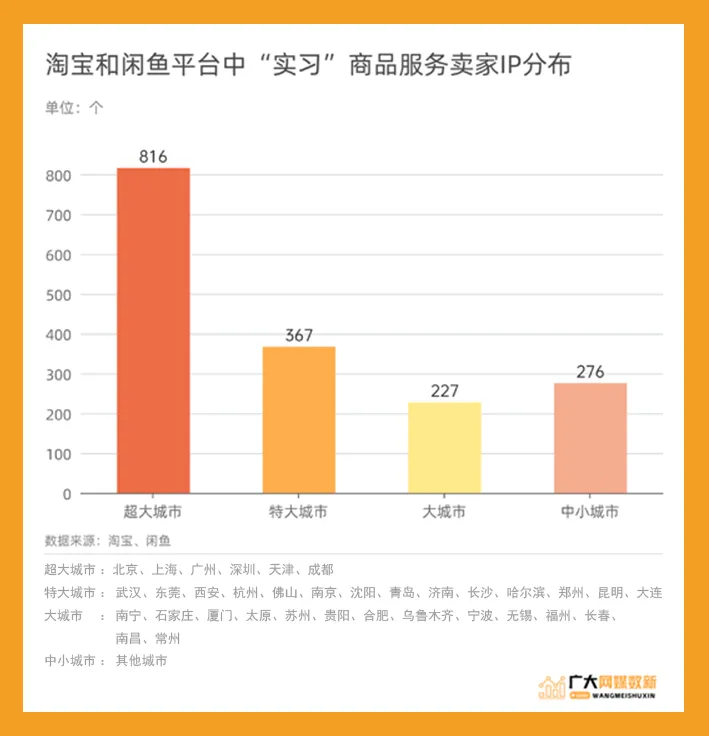 淘宝和闲鱼平台中“实习”商品服务卖家IP分布
单位：个
816
800
700
600
500
400
367
300
276
227
200
100
0
超大城市
特大城市
大城市
中小城市
数据来源：淘宝、闲鱼
超大城市：北京、上海、广州、深圳、天津、成都
特大城市：武汉、东莞、西安、杭州、佛山、南京、沈阳、青岛、济南、长沙、哈尔滨、郑州、昆明、大连
大城市：南宁、石家庄、厦门、太原、苏州、贵阳、合肥、乌鲁木齐、宁波、无锡、福州、长春、
南昌、常州
中小城市：其他城市
广大网媒数新
WANGMEISHUXIN